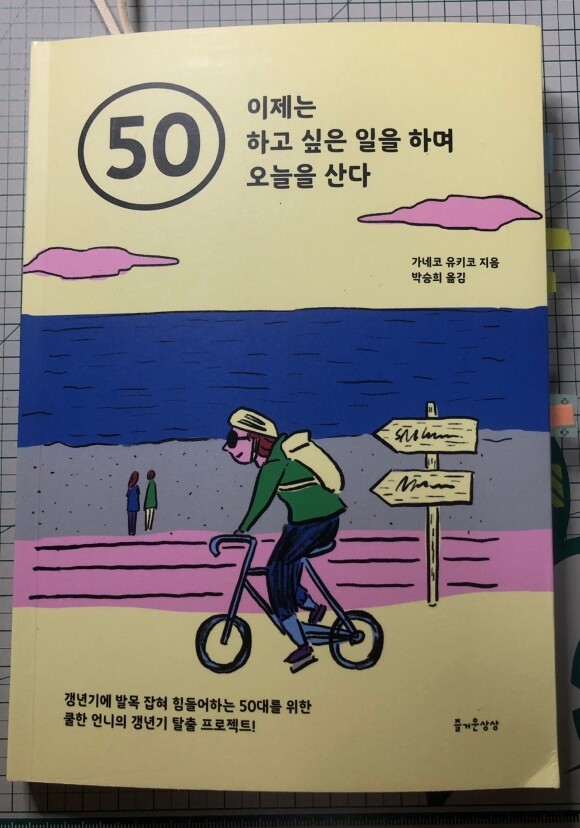 50
이제는
하고 싶은 일을 하며
오늘을 산다
가네코 유키코 지음
박승희 옮김
갱년기에 발목 잡혀 힘들어하는 50대를 위한
쿨한 언니의 갱년기 탈출 프로젝트!
즐거운상상